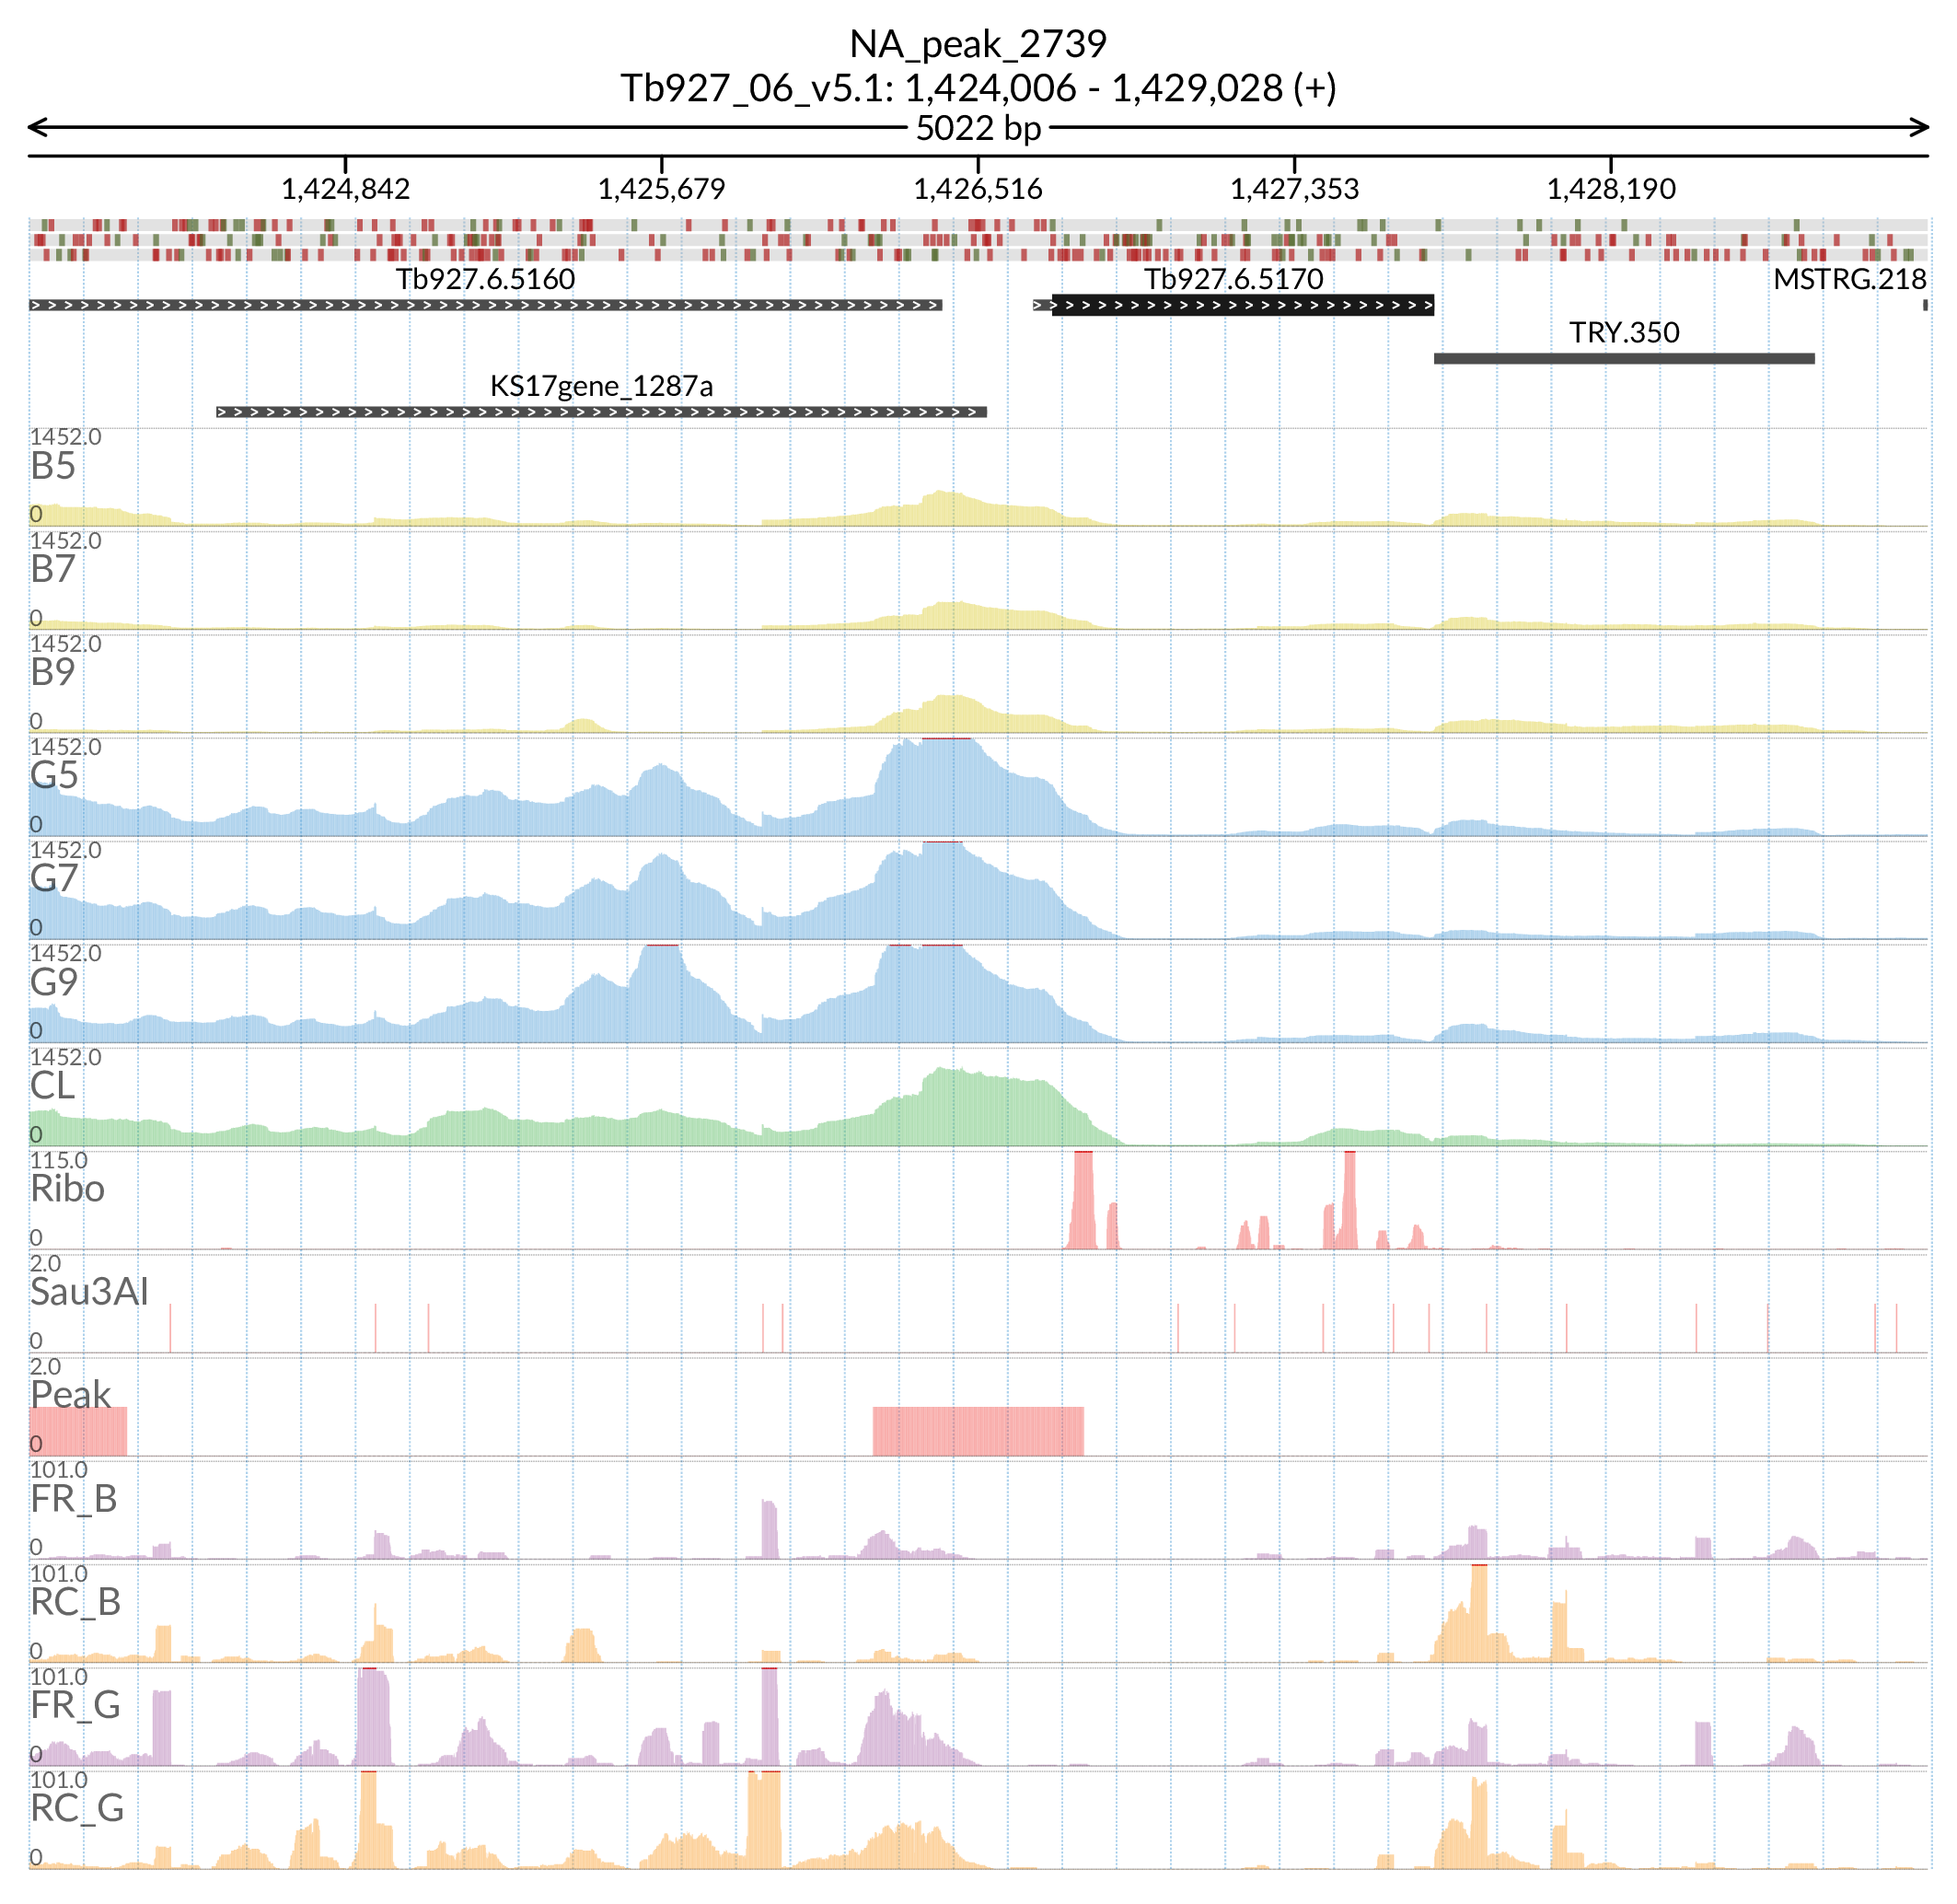 NA_peak_2739
Tb927_06_v5.1: 1,424,006 - 1,429,028 (+)
5022 bp
1,424,842 1,425,679 1,426,516 1,427,353 1,428,190
Tb927.6.5160 Tb927.6.5170 MSTRG.218
TRY.350
KS17gene_1287a
1452.0
B5
0
1452.0
B7
0
1452.0
B9
0
1452.0
G5
0
1452.0
G7
0
1452.0
G9
0
1452.0
CL
0
115.0
Ribo
0
2.0
Sau3AI
0
2.0
Peak
0
101.0
FR_B
0
101.0
RC_B
0
101.0
FR_G
0
101.0
RC_G
0